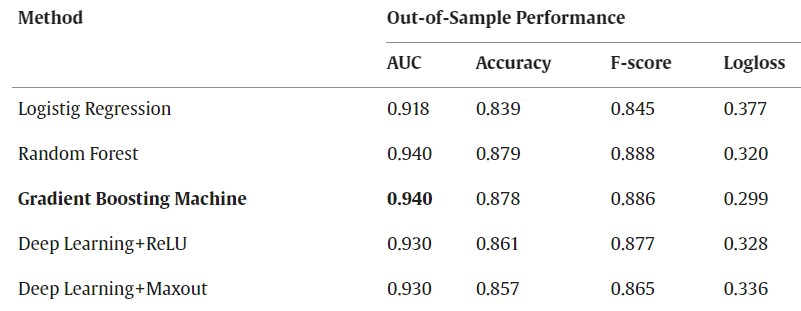 Method Out-of-Sample Performance
AUC Accuracy F-score Logloss
Logistig Regression 0.918 0.839 0.845 0.377
Random Forest 0.940 0.879 0.888 0.320
Gradient Boosting Machine 0.940 0.878 0.886 0.299
Deep Learning+ReLU 0.930 0.861 0.877 0.328
Deep Learning+Maxout 0.930 0.857 0.865 0.336